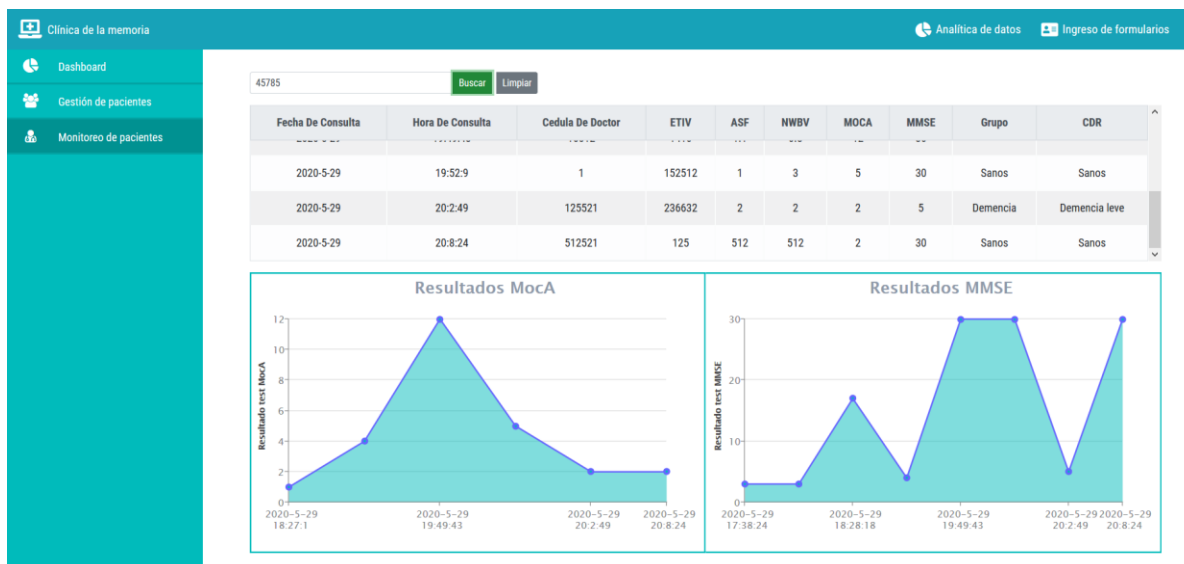 Clínica de la memoria
Analítica de datos
Ingreso de formularios
Dashboard
Gestión de pacientes
Monitoreo de pacientes
45785
Buscar
Limpiar
Fecha De Consulta Hora De Consulta Cedula De Doctor ETIV ASF NWBV MOCA MMSE Grupo CDR
2020-5-29 19:52:9 1 152512 1 3 5 30 Sanos Sanos
2020-5-29 20:2:49 125521 236632 2 2 2 5 Demencia Demencia leve
2020-5-29 20:8:24 512521 125 512 512 2 30 Sanos Sanos
Resultados MocA
Resultado test MocA
12
10
8
6
4
2
0
2020-5-29 2020-5-29 2020-5-29 2020-5-29
18:27:1 19:49:43 20:2:49 20:8:24
Resultados MMSE
Resultado test MMSE
30
20
10
0
2020-5-29 2020-5-29 2020-5-29 2020-5-29 2020-5-29
17:38:24 18:28:18 19:49:43 20:2:49 20:8:24